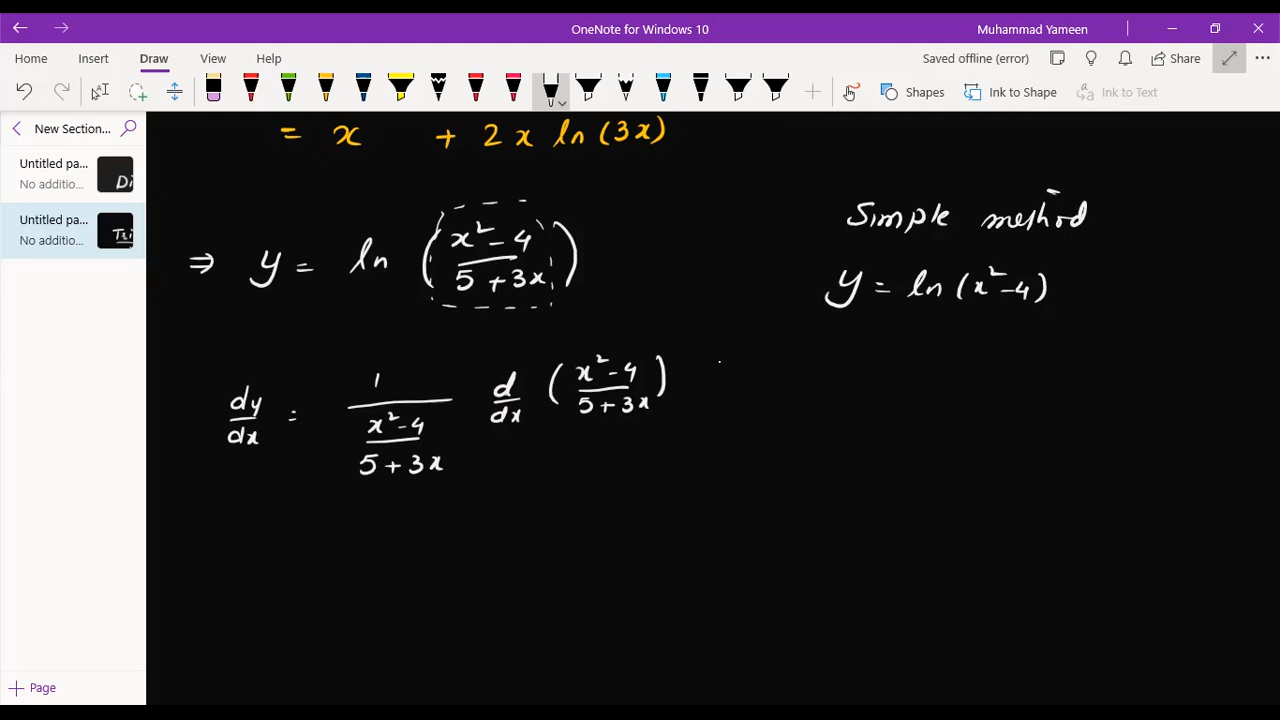 OneNote for Windows 10
Muhammad Yameen
Home Insert Draw View Help
Saved offline (error) Share
Shapes Ink to Shape Ink to Text
New Section...
Untitled pa...
No additio...
Di
Untitled pa...
No additio...
Tri
= x + 2x ln(3x)
Simple method
⇒ y = ln ((x² - 4)/(5 + 3x))
y = ln (x² - 4)
dy/dx = 1/((x² - 4)/(5 + 3x)) d/dx ((x² - 4)/(5 + 3x))
Page